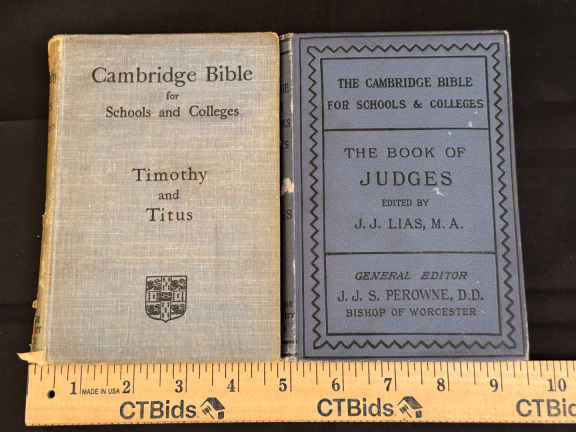 Cambridge Bible
for
Schools and Colleges
Timothy
and
Titus
THE CAMBRIDGE BIBLE
FOR SCHOOLS & COLLEGES
THE BOOK OF
JUDGES
EDITED BY
J. J. LIAS, M. A.
GENERAL EDITOR
J. J. S. PEROWNE, D.D.
BISHOP OF WORCESTER
1 MADE IN USA 2 3 4 5 6 7 8 9 10
CTBids CTBids CTBids